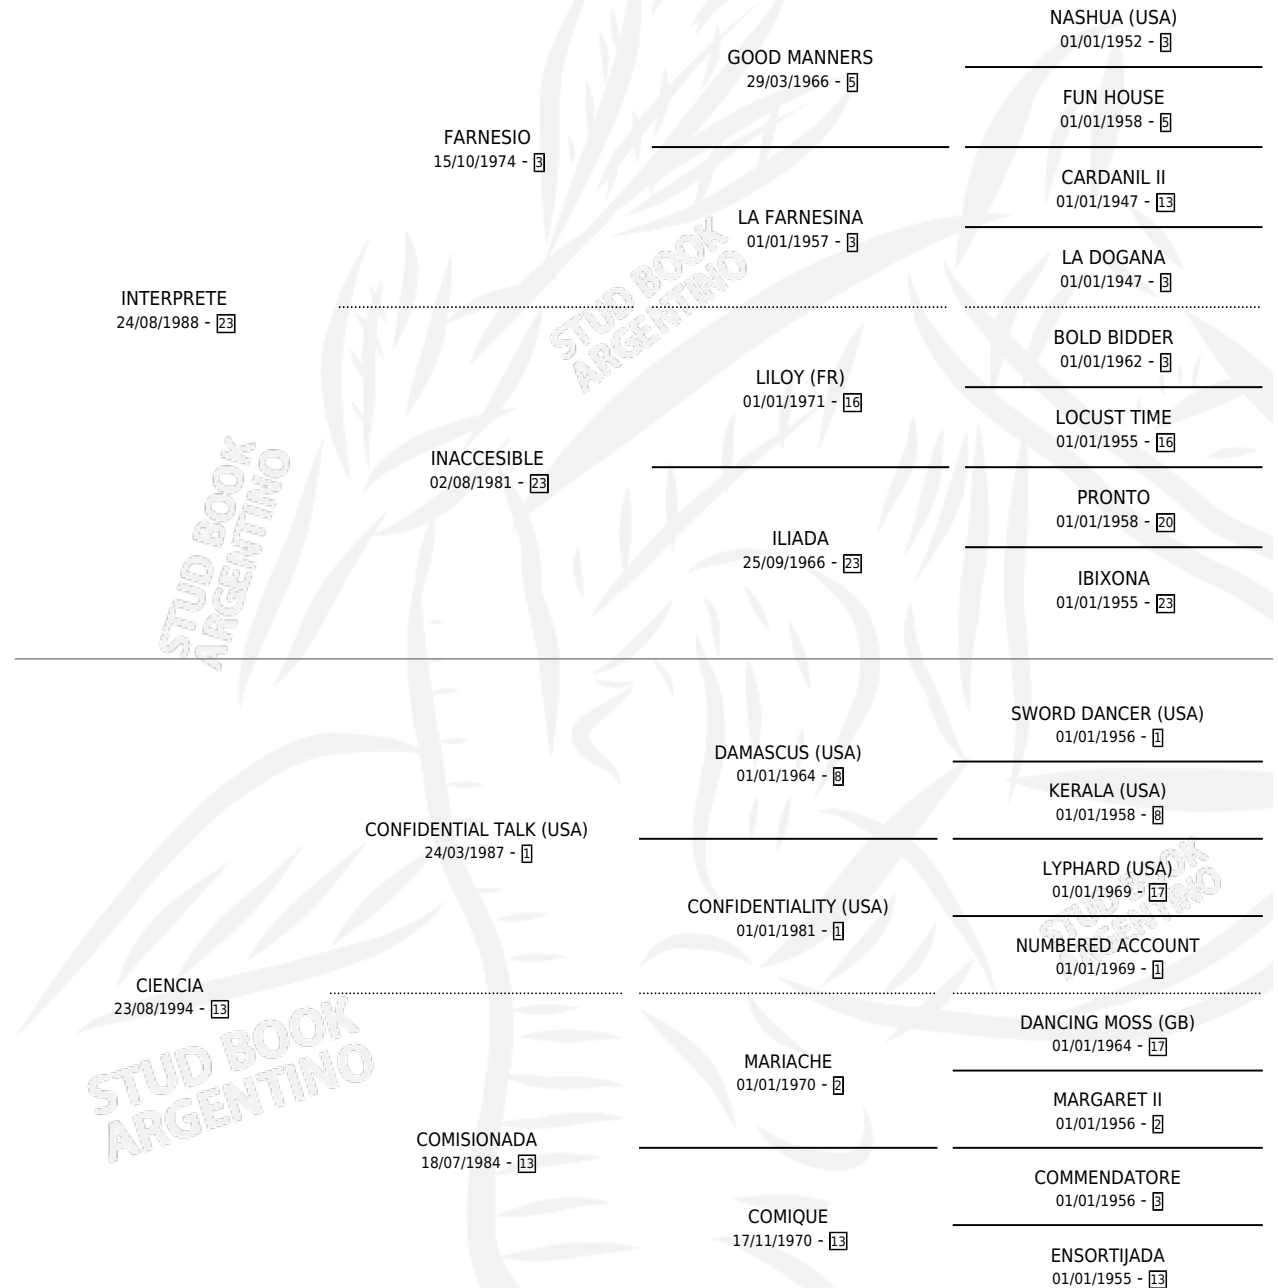 NASHUA (USA)
01/01/1952 - 3
GOOD MANNERS
29/03/1966 - 5
FUN HOUSE
01/01/1958 - 5
FARNESIO
15/10/1974 - 3
CARDANIL II
01/01/1947 - 13
LA FARNESINA
01/01/1957 - 3
LA DOGANA
01/01/1947 - 3
INTERPRETE
24/08/1988 - 23
BOLD BIDDER
01/01/1962 - 3
LILOY (FR)
01/01/1971 - 16
LOCUST TIME
01/01/1955 - 16
INACCESIBLE
02/08/1981 - 23
PRONTO
01/01/1958 - 20
ILIADA
25/09/1966 - 23
IBIXONA
01/01/1955 - 23
STUD BOOK
ARGENTINO
STUD BOOK
ARGENTINO
SWORD DANCER (USA)
01/01/1956 - 1
DAMASCUS (USA)
01/01/1964 - 8
KERALA (USA)
01/01/1958 - 8
CONFIDENTIAL TALK (USA)
24/03/1987 - 1
LYPHARD (USA)
01/01/1969 - 17
CONFIDENTIALITY (USA)
01/01/1981 - 1
NUMBERED ACCOUNT
01/01/1969 - 1
CIENCIA
23/08/1994 - 13
DANCING MOSS (GB)
01/01/1964 - 17
MARIACHE
01/01/1970 - 2
MARGARET II
01/01/1956 - 2
COMISIONADA
18/07/1984 - 13
COMMENDATORE
01/01/1956 - 3
COMIQUE
17/11/1970 - 13
ENSORTIJADA
01/01/1955 - 13
STUD BOOK
ARGENTINO
STUD BOOK
ARGENTINO